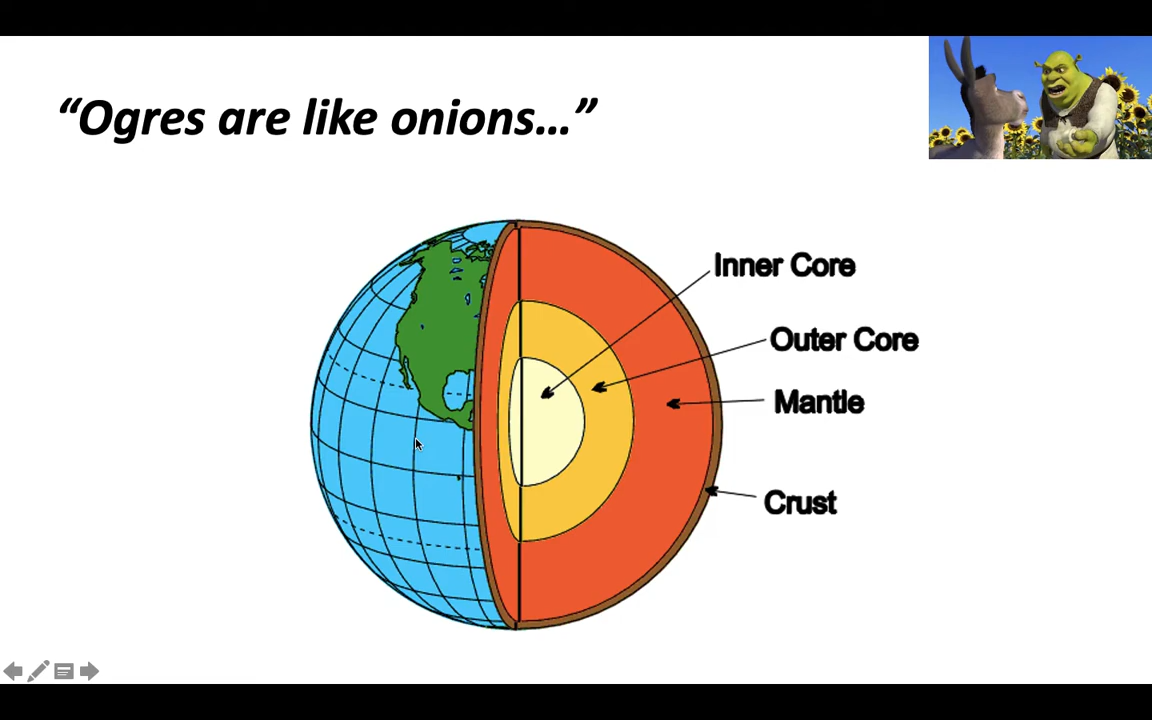 “Ogres are like onions...”
Inner Core
Outer Core
Mantle
Crust